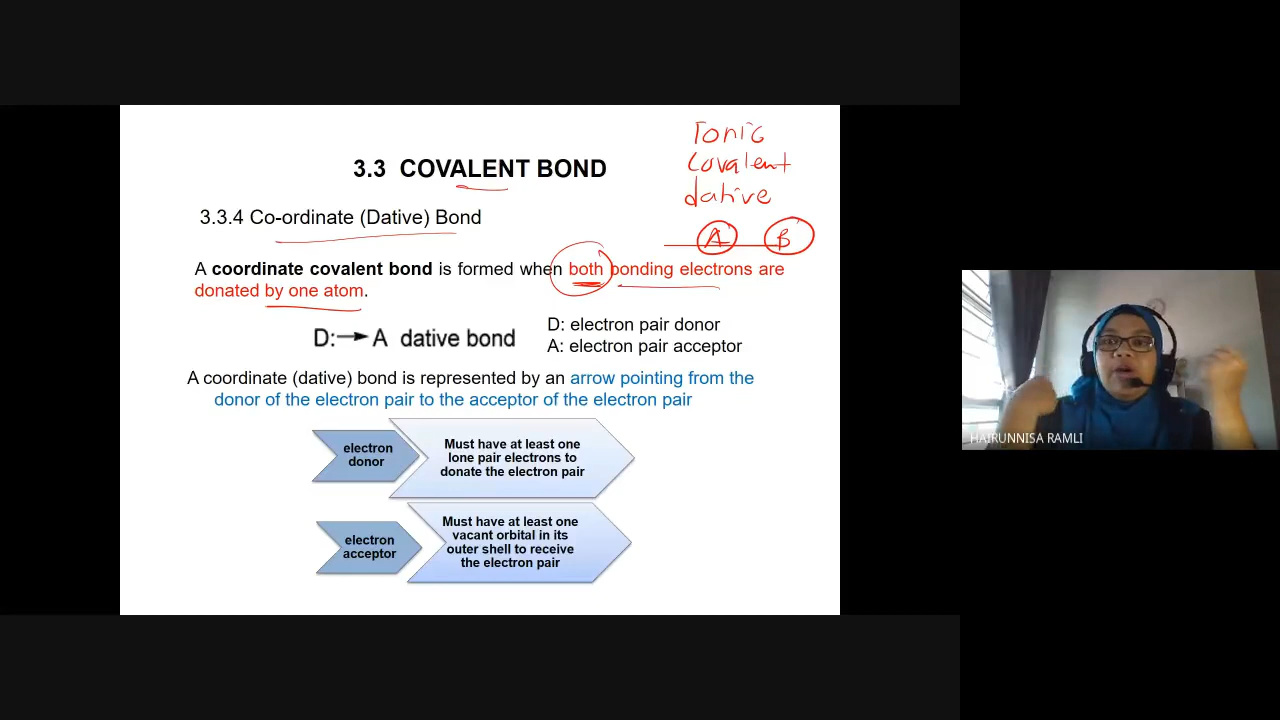 Ionic
Covalent
dative
A B
3.3 COVALENT BOND
3.3.4 Co-ordinate (Dative) Bond
A coordinate covalent bond is formed when both bonding electrons are
donated by one atom.
D:→ A dative bond
D: electron pair donor
A: electron pair acceptor
A coordinate (dative) bond is represented by an arrow pointing from the
donor of the electron pair to the acceptor of the electron pair
electron
donor
Must have at least one
lone pair electrons to
donate the electron pair
electron
acceptor
Must have at least one
vacant orbital in its
outer shell to receive
the electron pair
HAIRUNNISA RAMLI